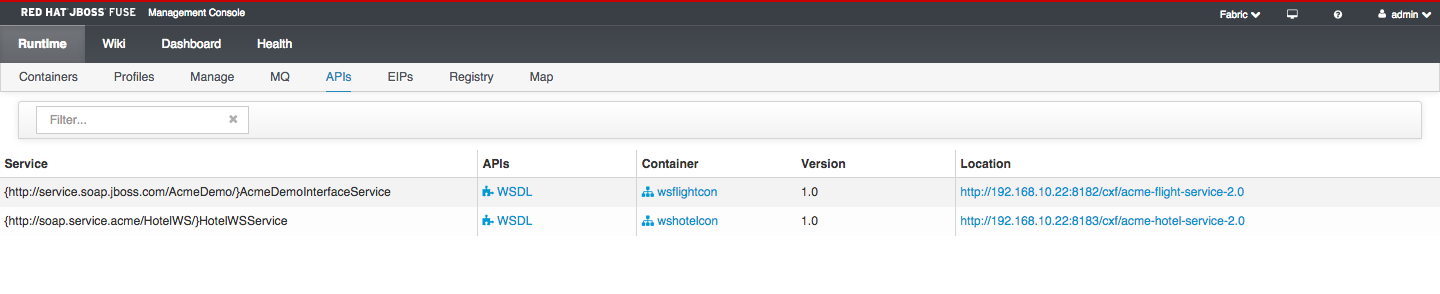 RED HAT JBOSS FUSE Management Console Fabric admin
Runtime Wiki Dashboard Health
Containers Profiles Manage MQ APIs EIPs Registry Map
Filter...
Service APIs Container Version Location
{http://service.soap.jboss.com/AcmeDemo/}AcmeDemoInterfaceService WSDL wsflightcon 1.0 http://192.168.10.22:8182/cxf/acme-flight-service-2.0
{http://soap.service.acme/HotelWS/}HotelWSService WSDL wshotelcon 1.0 http://192.168.10.22:8183/cxf/acme-hotel-service-2.0